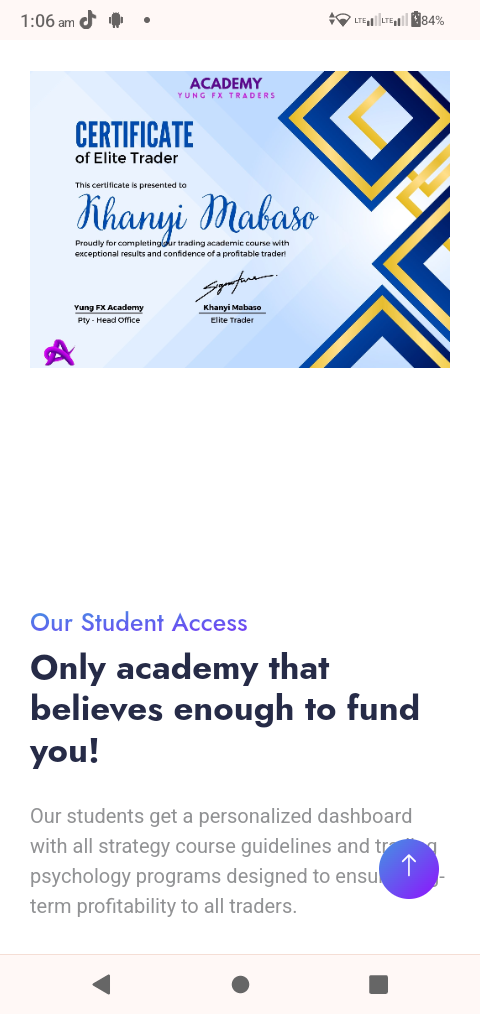 1:06 am
LTE LTE 84%
ACADEMY
YUNG FX TRADERS
CERTIFICATE
of Elite Trader
This certificate is presented to
Khanyi Mabaso
Proudly for completing our trading academic course with
exceptional results and confidence of a profitable trader!
Signature
Yung FX Academy Khanyi Mabaso
Pty - Head Office Elite Trader
Our Student Access
Only academy that
believes enough to fund
you!
Our students get a personalized dashboard
with all strategy course guidelines and trading
psychology programs designed to
term profitability to all traders.